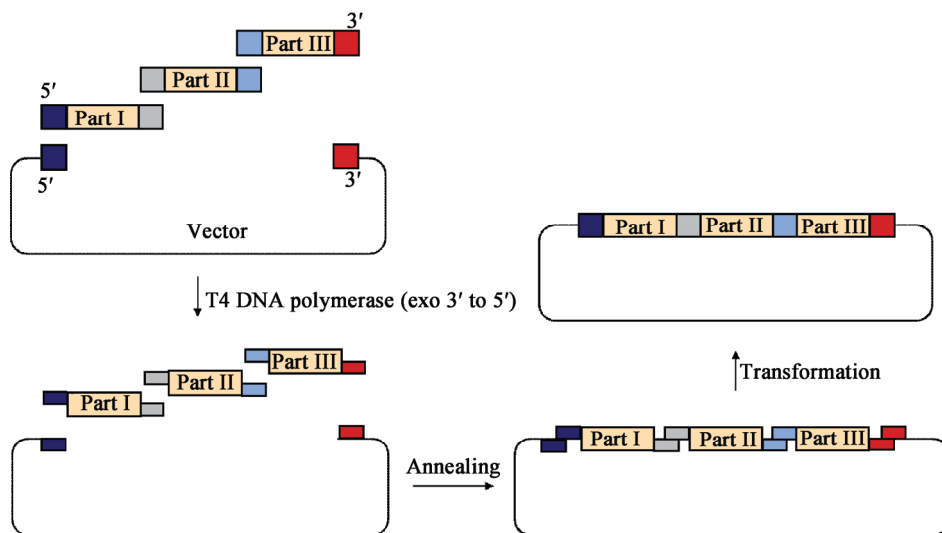 3′
Part III
Part II
5′
Part I
5′
3′
Vector
T4 DNA polymerase (exo 3′ to 5′)
Part I Part II Part III
Transformation
Part III
Part II
Part I
Annealing
Part I Part II Part III